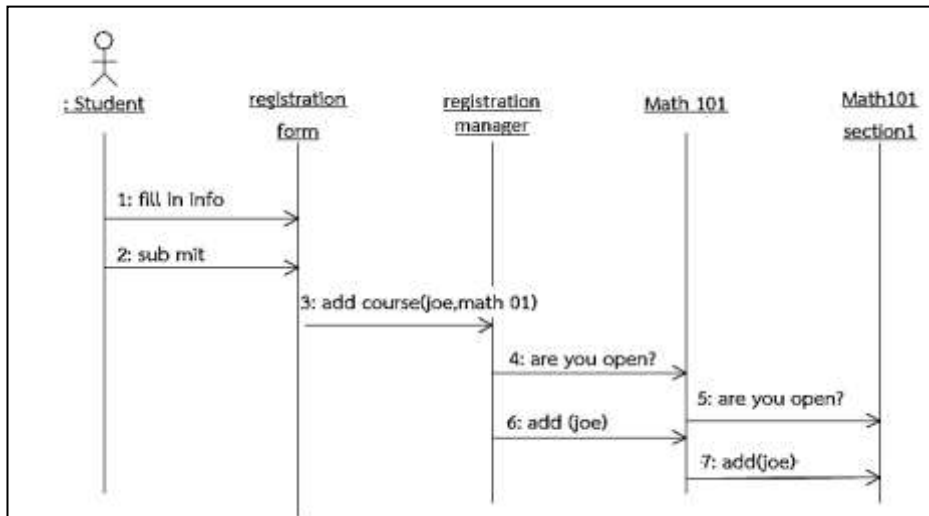 : Student
registration
form
registration
manager
Math 101
Math101
section1
1: fill in info
2: sub mit
3: add course(joe,math 01)
4: are you open?
5: are you open?
6: add (joe)
7: add(joe)